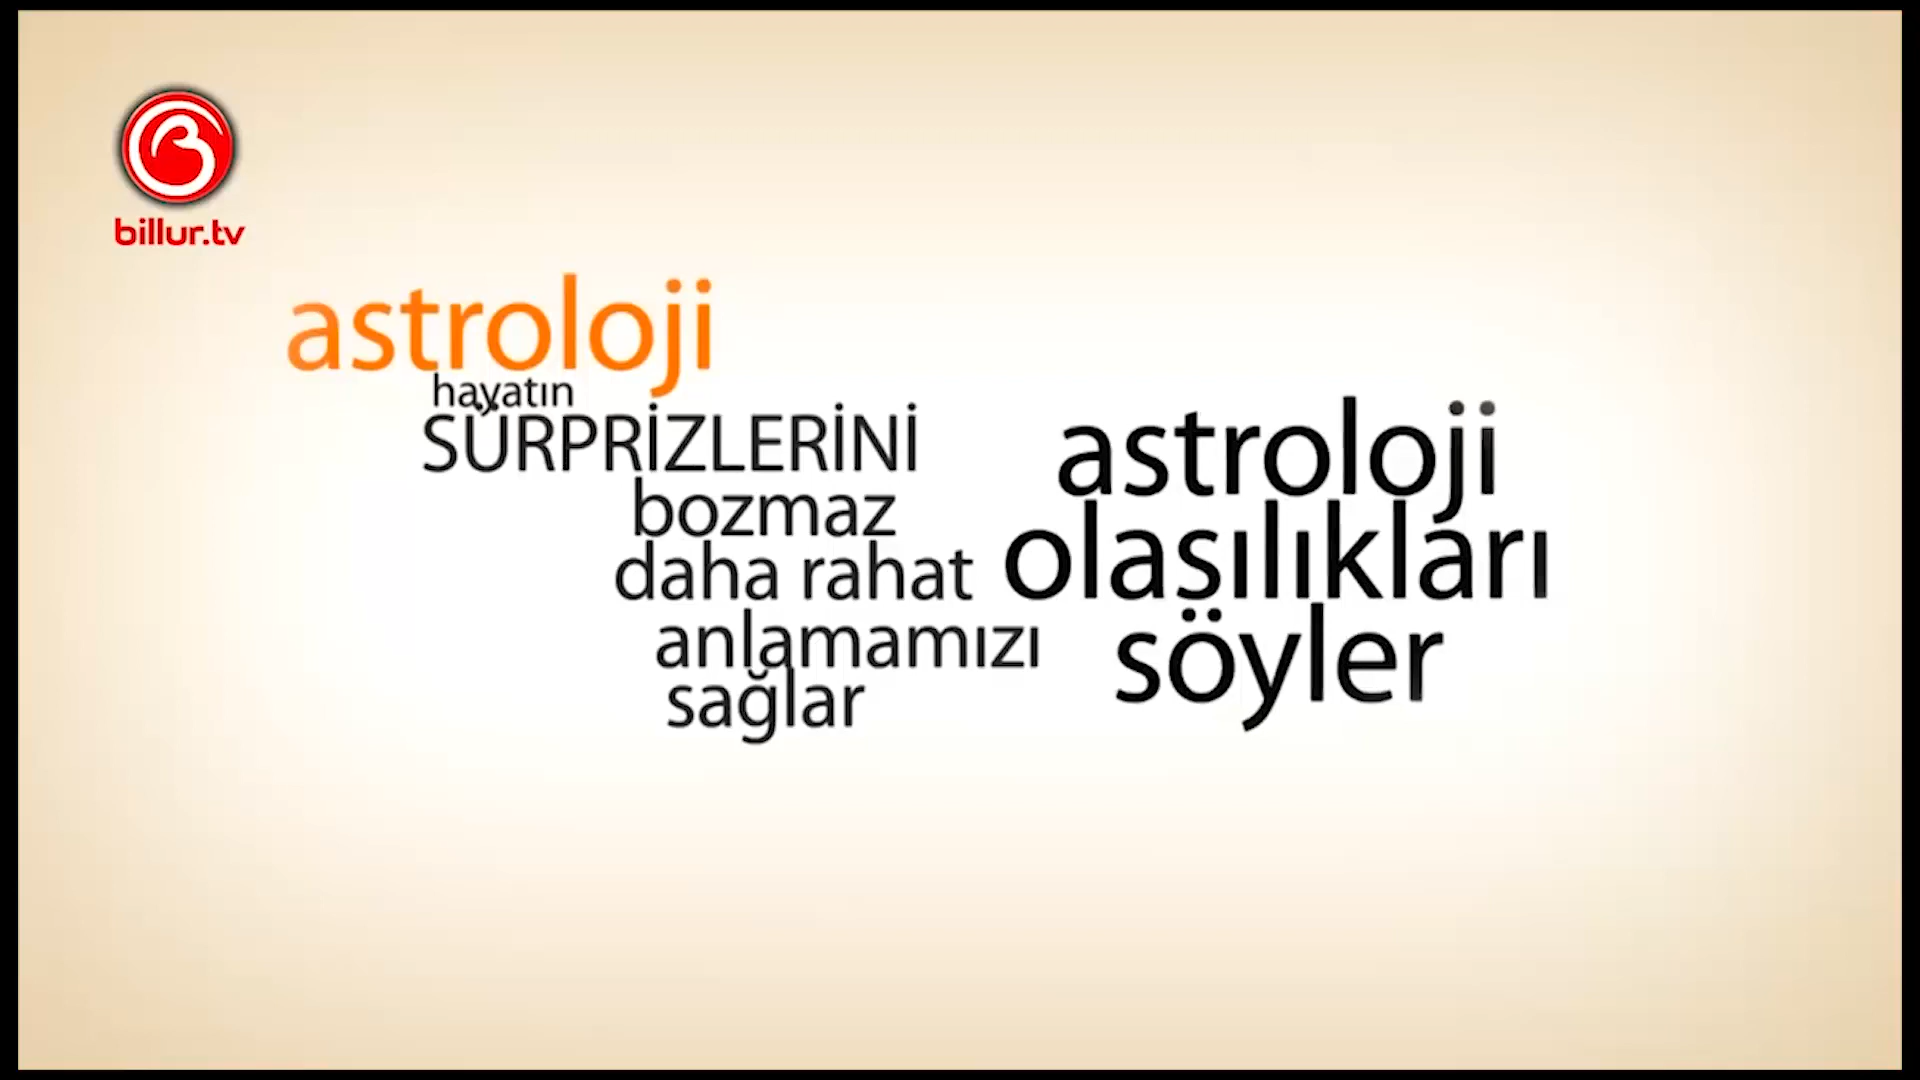 billur.tv
astroloji
hayatın
SÜRPRİZLERİNİ
bozmaz
daha rahat
anlamamızı
sağlar
astroloji
olasılıkları
söyler